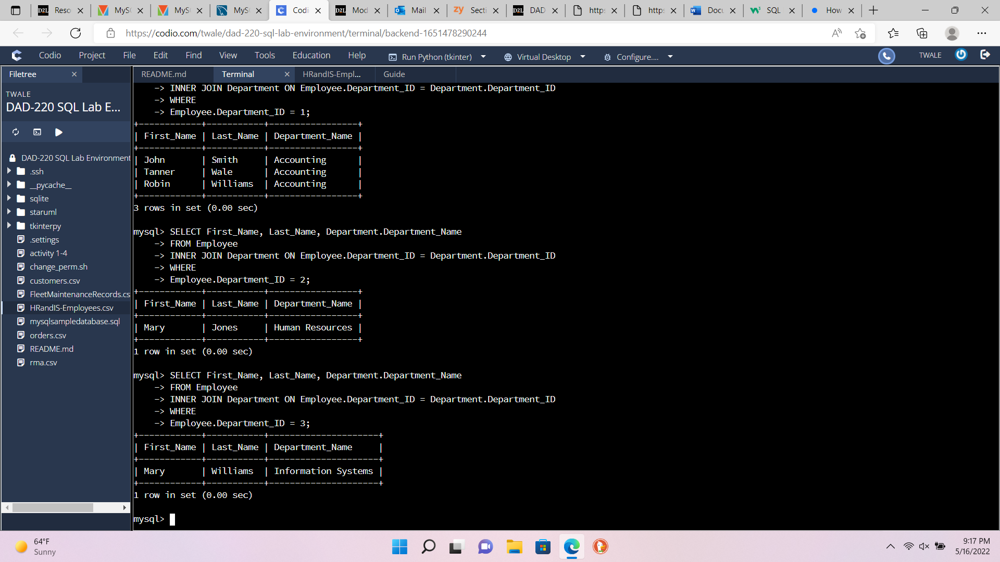 Reso
MySQ
MySQ
MySQ
Codi
Mod
Mail
Secti
DAD
https
https
Docu
SQL
How
https://codio.com/twale/dad-220-sql-lab-environment/terminal/backend-1651478290244
Codio Project File Edit Find View Tools Education Help Run Python (tkinter) Virtual Desktop Configure.... TWALE
Filetree
README.md Terminal HRandIS-Empl... Guide
TWALE
DAD-220 SQL Lab E...
DAD-220 SQL Lab Environment
.ssh
__pycache__
sqlite
staruml
tkinterpy
.settings
activity 1-4
change_perm.sh
customers.csv
FleetMaintenanceRecords.cs
HRandIS-Employees.csv
mysqlsampledatabase.sql
orders.csv
README.md
rma.csv
-> INNER JOIN Department ON Employee.Department_ID = Department.Department_ID
-> WHERE
-> Employee.Department_ID = 1;
+------------+-----------+-----------------+
| First_Name | Last_Name | Department_Name |
+------------+-----------+-----------------+
| John | Smith | Accounting |
| Tanner | Wale | Accounting |
| Robin | Williams | Accounting |
+------------+-----------+-----------------+
3 rows in set (0.00 sec)
mysql> SELECT First_Name, Last_Name, Department.Department_Name
-> FROM Employee
-> INNER JOIN Department ON Employee.Department_ID = Department.Department_ID
-> WHERE
-> Employee.Department_ID = 2;
+------------+-----------+-----------------+
| First_Name | Last_Name | Department_Name |
+------------+-----------+-----------------+
| Mary | Jones | Human Resources |
+------------+-----------+-----------------+
1 row in set (0.00 sec)
mysql> SELECT First_Name, Last_Name, Department.Department_Name
-> FROM Employee
-> INNER JOIN Department ON Employee.Department_ID = Department.Department_ID
-> WHERE
-> Employee.Department_ID = 3;
+------------+-----------+---------------------+
| First_Name | Last_Name | Department_Name |
+------------+-----------+---------------------+
| Mary | Williams | Information Systems |
+------------+-----------+---------------------+
1 row in set (0.00 sec)
mysql>
64°F
Sunny
9:17 PM
5/16/2022